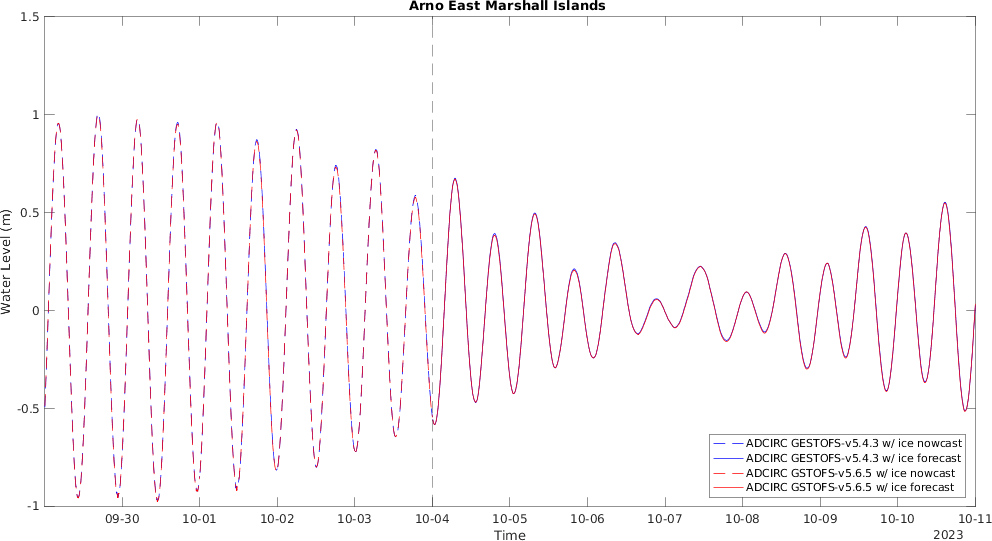 Arno East Marshall Islands
1.5
1
0.5
0
-0.5
-1
Water Level (m)
09-30 10-01 10-02 10-03 10-04 10-05 10-06 10-07 10-08 10-09 10-10 10-11
Time
2023
ADCIRC GESTOFS-v5.4.3 w/ ice nowcast
ADCIRC GESTOFS-v5.4.3 w/ ice forecast
ADCIRC GSTOFS-v5.6.5 w/ ice nowcast
ADCIRC GSTOFS-v5.6.5 w/ ice forecast